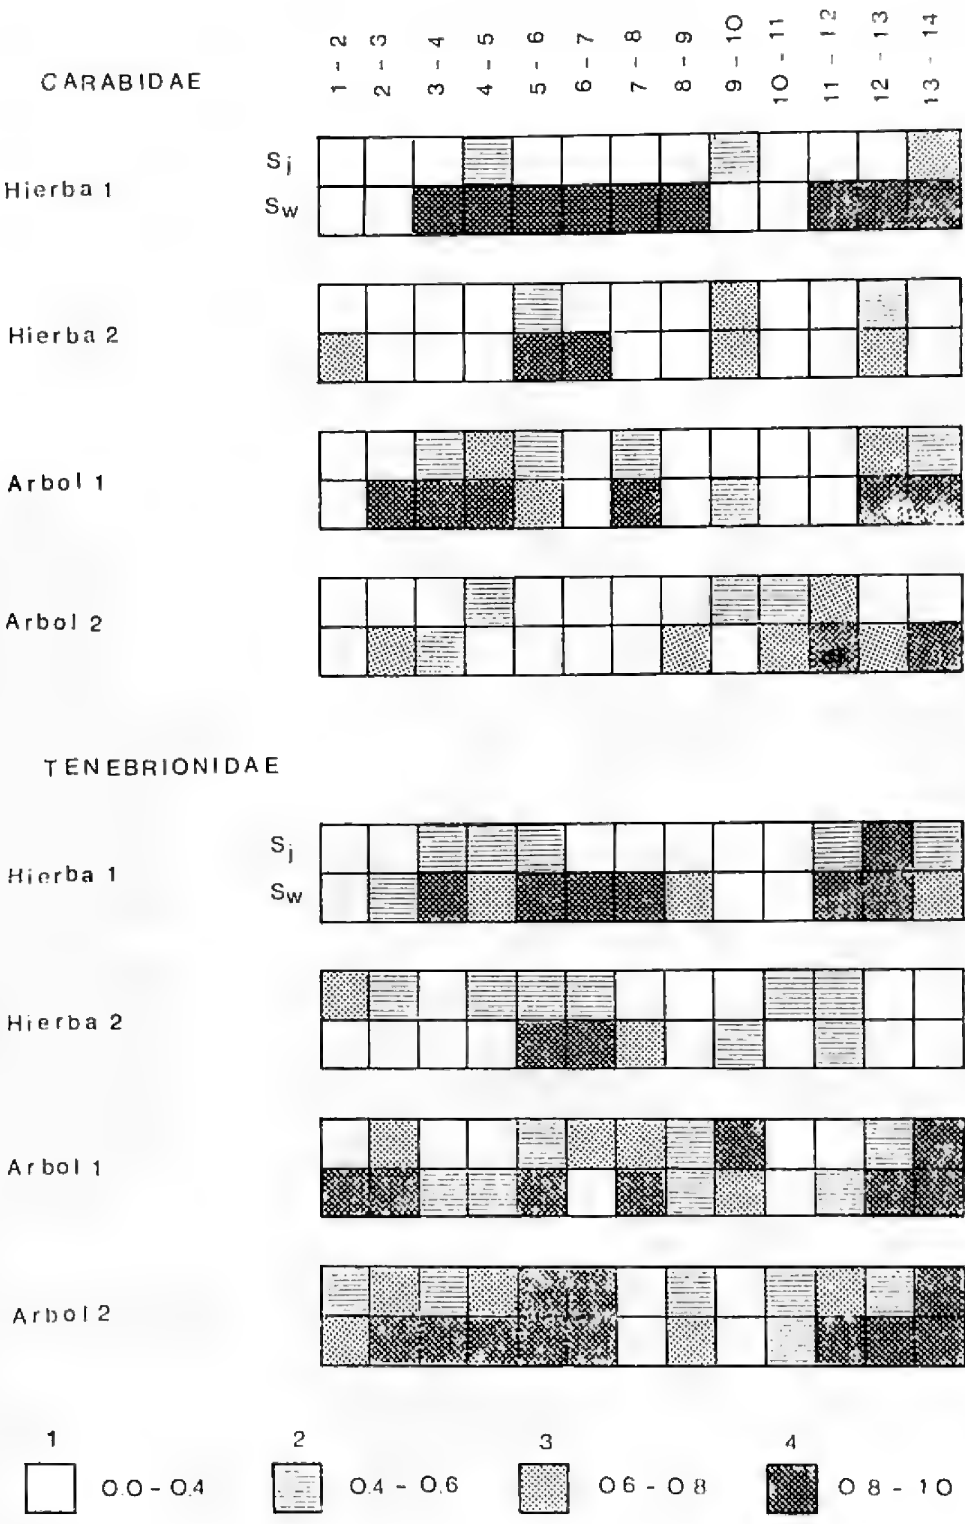 CARABIDAE 1 - 2 2 - 3 3 - 4 4 - 5 5 - 6 6 - 7 7 - 8 8 - 9 9 - 10 10 - 11 11 - 12 12 - 13 13 - 14
Hierba 1 Sj
Sw
Hierba 2
Arbol 1
Arbol 2
TENEBRIONIDAE
Hierba 1 Sj
Sw
Hierba 2
Arbol 1
Arbol 2
1 2 3 4
0.0 - 0.4 0.4 - 0.6 0.6 - 0.8 0.8 - 1.0